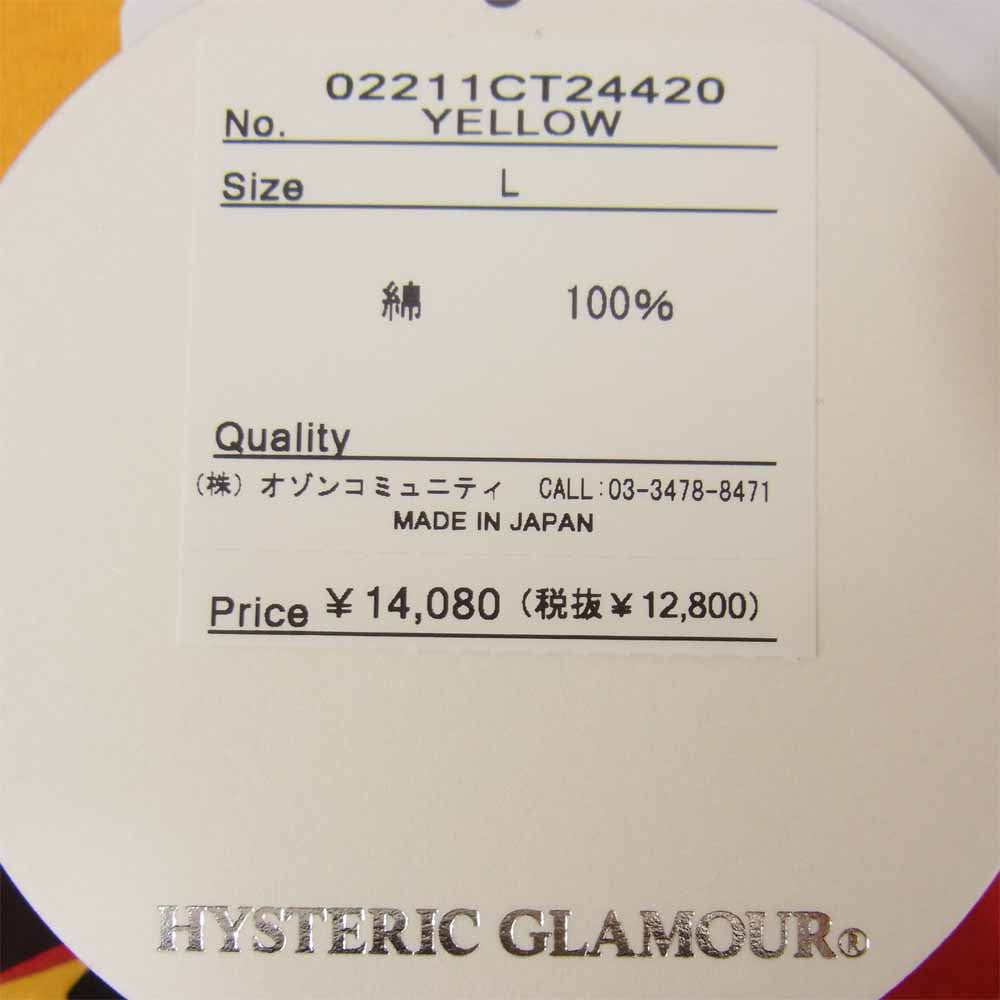 02211CT24420
No. YELLOW
Size L
綿 100%
Quality
(株)オゾンコミュニティ CALL:03-3478-8471
MADE IN JAPAN
Price ¥14,080 (税抜¥12,800)
HYSTERIC GLAMOUR®